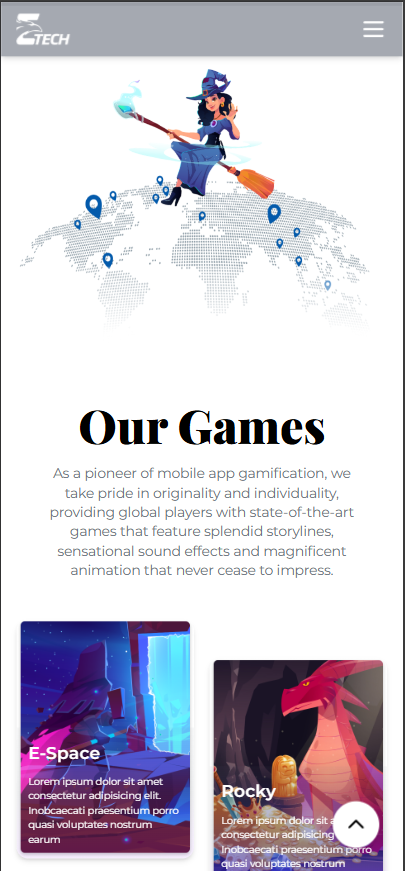 ZTECH
Our Games
As a pioneer of mobile app gamification, we
take pride in originality and individuality,
providing global players with state-of-the-art
games that feature splendid storylines,
sensational sound effects and magnificent
animation that never cease to impress.
E-Space
Lorem ipsum dolor sit amet
consectetur adipisicing elit.
Inobcaecati praesentium porro
quasi voluptates nostrum
earum
Rocky
Lorem ipsum dolor sit a
consectetur adipisicing
Inobcaecati praesentium porro
quasi voluptates nostrum